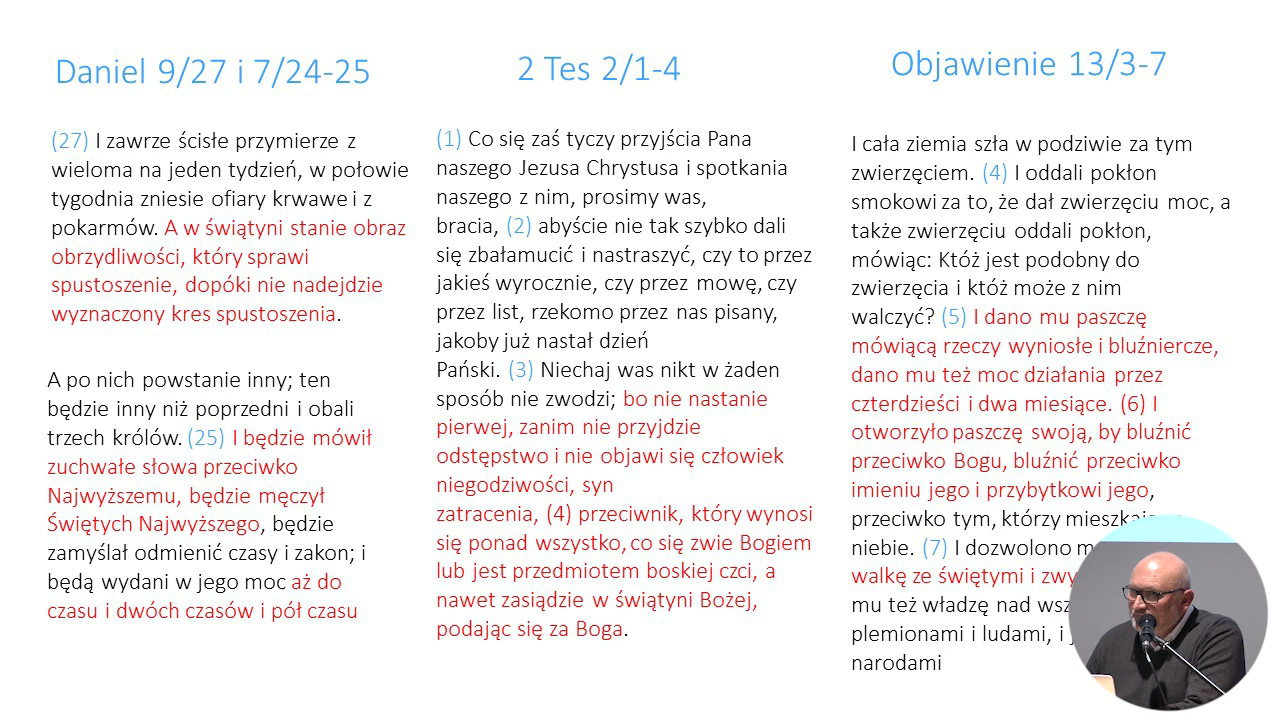 Daniel 9/27 i 7/24-25
(27) I zawrze ścisłe przymierze z
wieloma na jeden tydzień, w połowie
tygodnia zniesie ofiary krwawe i z
pokarmów. A w świątyni stanie obraz
obrzydliwości, który sprawi
spustoszenie, dopóki nie nadejdzie
wyznaczony kres spustoszenia.
A po nich powstanie inny; ten
będzie inny niż poprzedni i obali
trzech królów. (25) I będzie mówił
zuchwałe słowa przeciwko
Najwyższemu, będzie męczył
Świętych Najwyższego, będzie
zamyślał odmienić czasy i zakon; i
będą wydani w jego moc aż do
czasu i dwóch czasów i pół czasu
2 Tes 2/1-4
(1) Co się zaś tyczy przyjścia Pana
naszego Jezusa Chrystusa i spotkania
naszego z nim, prosimy was,
bracia, (2) abyście nie tak szybko dali
się zbałamucić i nastraszyć, czy to przez
jakieś wyrocznie, czy przez mowę, czy
przez list, rzekomo przez nas pisany,
jakoby już nastał dzień
Pański. (3) Niechaj was nikt w żaden
sposób nie zwodzi; bo nie nastanie
pierwej, zanim nie przyjdzie
odstępstwo i nie objawi się człowiek
niegodziwości, syn
zatracenia, (4) przeciwnik, który wynosi
się ponad wszystko, co się zwie Bogiem
lub jest przedmiotem boskiej czci, a
nawet zasiądzie w świątyni Bożej,
podając się za Boga.
Objawienie 13/3-7
I cała ziemia szła w podziwie za tym
zwierzęciem. (4) I oddali pokłon
smokowi za to, że dał zwierzęciu moc, a
także zwierzęciu oddali pokłon,
mówiąc: Któż jest podobny do
zwierzęcia i któż może z nim
walczyć? (5) I dano mu paszczę
mówiącą rzeczy wyniosłe i bluźniercze,
dano mu też moc działania przez
czterdzieści i dwa miesiące. (6) I
otworzyło paszczę swoją, by bluźnić
przeciwko Bogu, bluźnić przeciwko
imieniu jego i przybytkowi jego,
przeciwko tym, którzy
niebie. (7) I dozwolono
walkę ze świętymi i
mu też władzę nad
plemionami i ludami, i
narodami